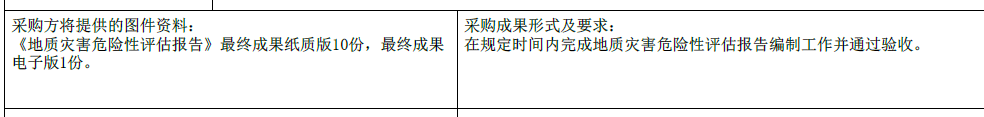 采购方将提供的图件资料：
《地质灾害危险性评估报告》最终成果纸质版10份，最终成果
电子版1份。
采购成果形式及要求：
在规定时间内完成地质灾害危险性评估报告编制工作并通过验收。